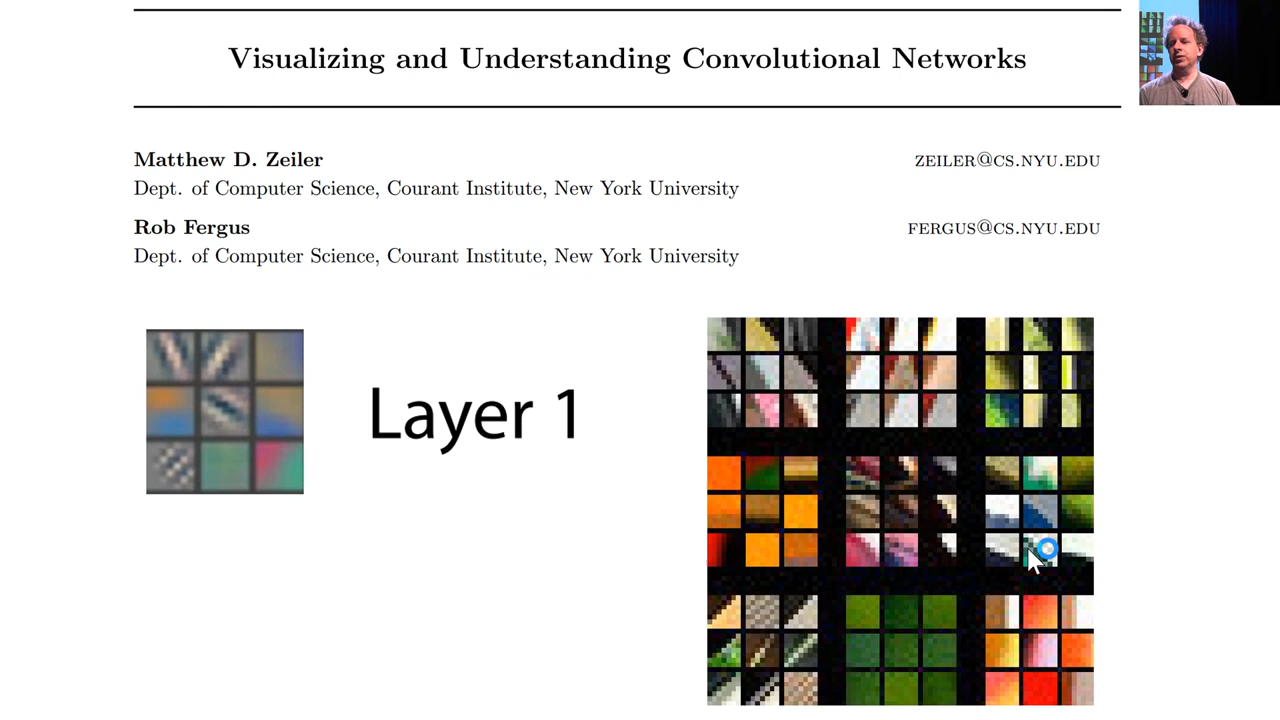 Visualizing and Understanding Convolutional Networks
Matthew D. Zeiler ZEILER@CS.NYU.EDU
Dept. of Computer Science, Courant Institute, New York University
Rob Fergus FERGUS@CS.NYU.EDU
Dept. of Computer Science, Courant Institute, New York University
Layer 1